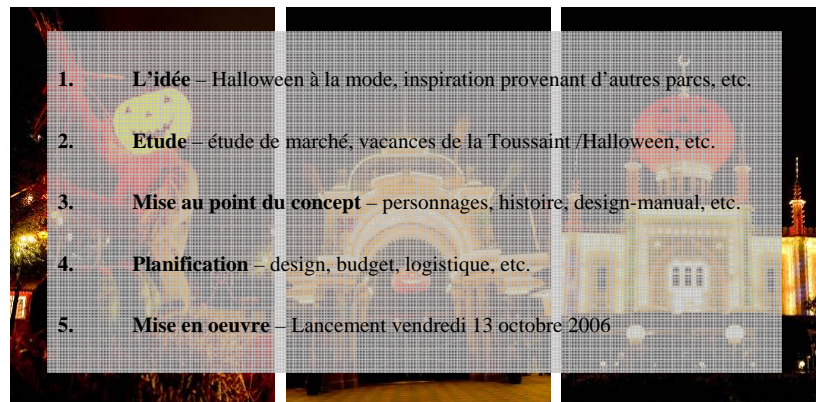 1. L’idée – Halloween à la mode, inspiration provenant d’autres parcs, etc.
2. Etude – étude de marché, vacances de la Toussaint /Halloween, etc.
3. Mise au point du concept – personnages, histoire, design-manual, etc.
4. Planification – design, budget, logistique, etc.
5. Mise en oeuvre – Lancement vendredi 13 octobre 2006